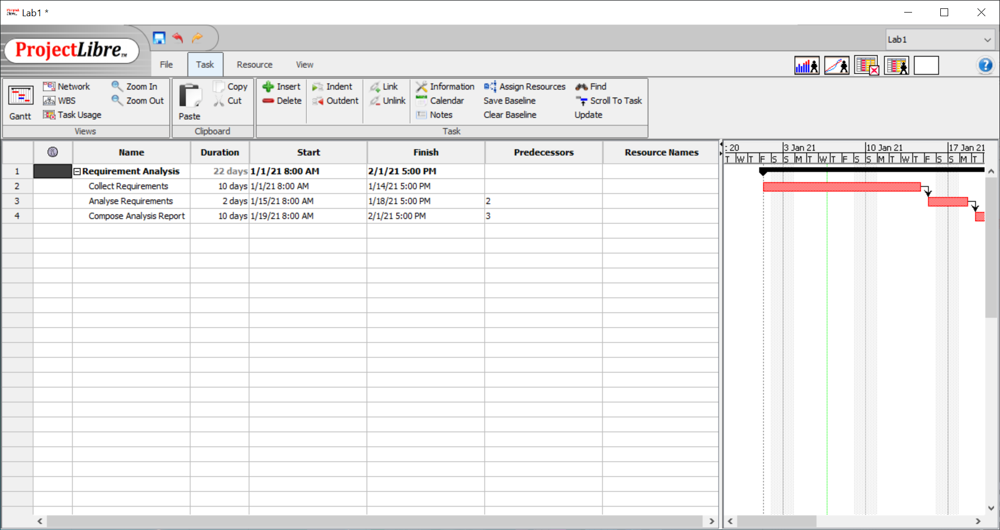 Lab1 *
ProjectLibre TM
Lab1
File Task Resource View
Network Zoom In Copy Insert Indent Link Information Assign Resources Find
WBS Zoom Out Cut Delete Outdent Unlink Calendar Save Baseline Scroll To Task
Gantt Task Usage Paste Notes Clear Baseline Update
Views Clipboard Task
Name Duration Start Finish Predecessors Resource Names
: 20 3 Jan 21 10 Jan 21 17 Jan 21
T W T F S S M T W T F S S M T W T F S S M T
1 Requirement Analysis 22 days 1/1/21 8:00 AM 2/1/21 5:00 PM
2 Collect Requirements 10 days 1/1/21 8:00 AM 1/14/21 5:00 PM
3 Analyse Requirements 2 days 1/15/21 8:00 AM 1/18/21 5:00 PM 2
4 Compose Analysis Report 10 days 1/19/21 8:00 AM 2/1/21 5:00 PM 3